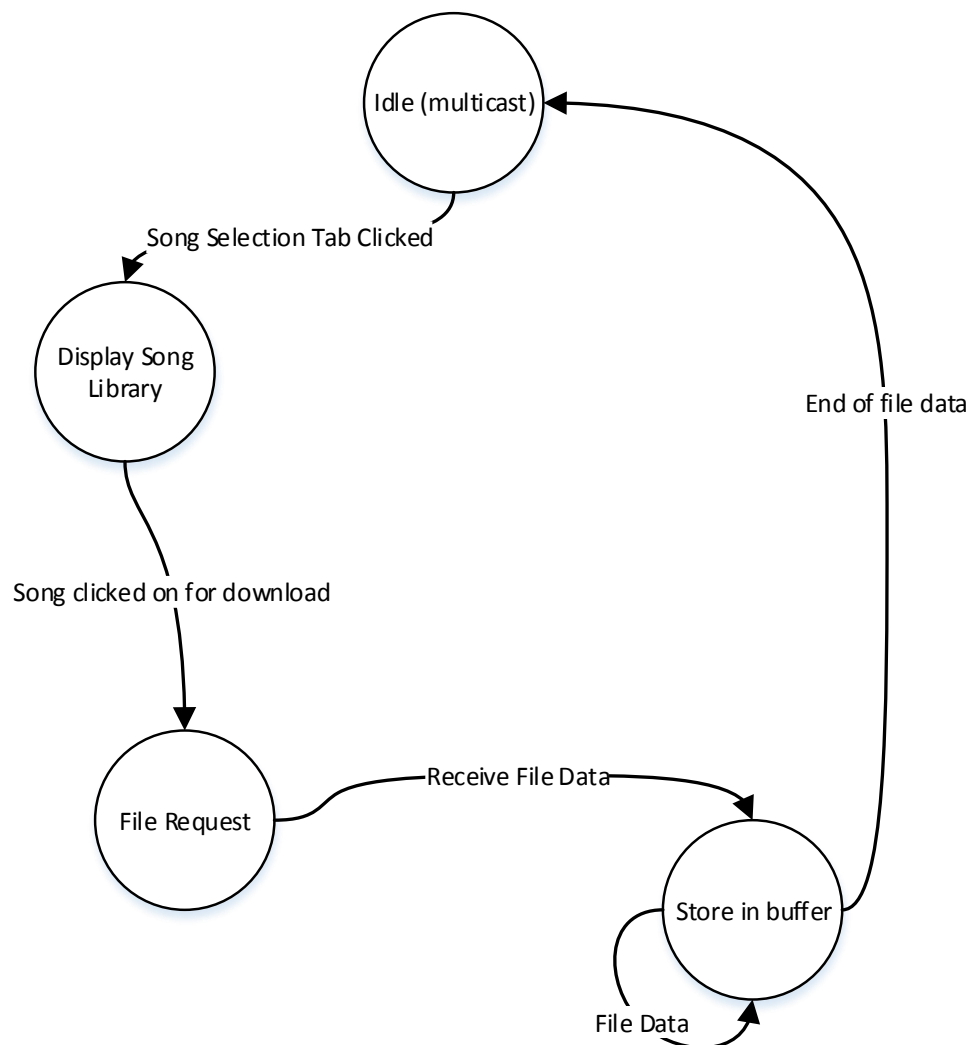 Idle (multicast)
Song Selection Tab Clicked
Display Song
Library
End of file data
Song clicked on for download
Receive File Data
File Request
Store in buffer
File Data